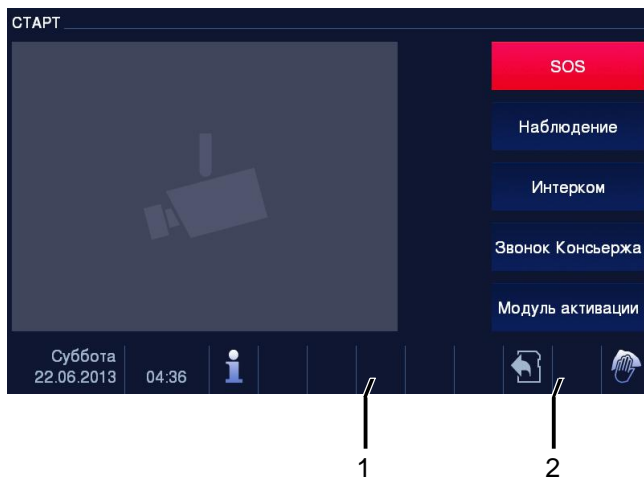 СТАРТ
SOS
Наблюдение
Интерком
Звонок Консьержа
Модуль активации
Суббота
22.06.2013 04:36
1 2